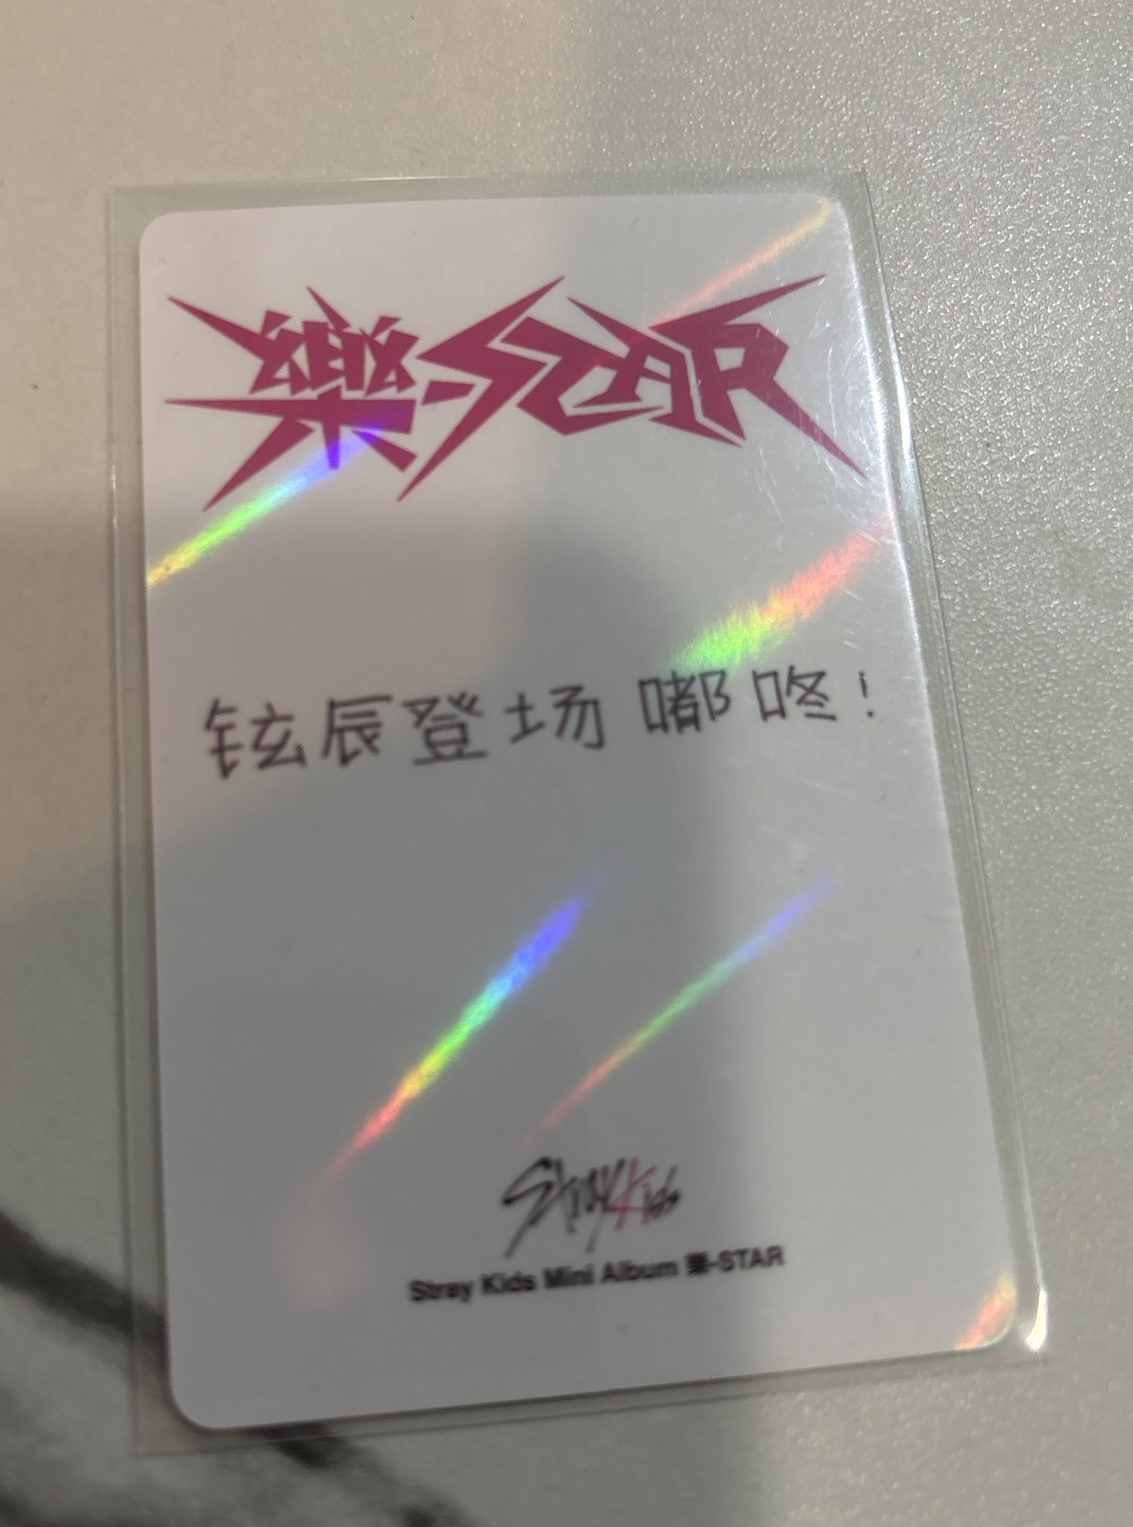 樂-STAR
铉辰登场 嘟咚!
Stray Kids
Stray Kids Mini Album 樂-STAR